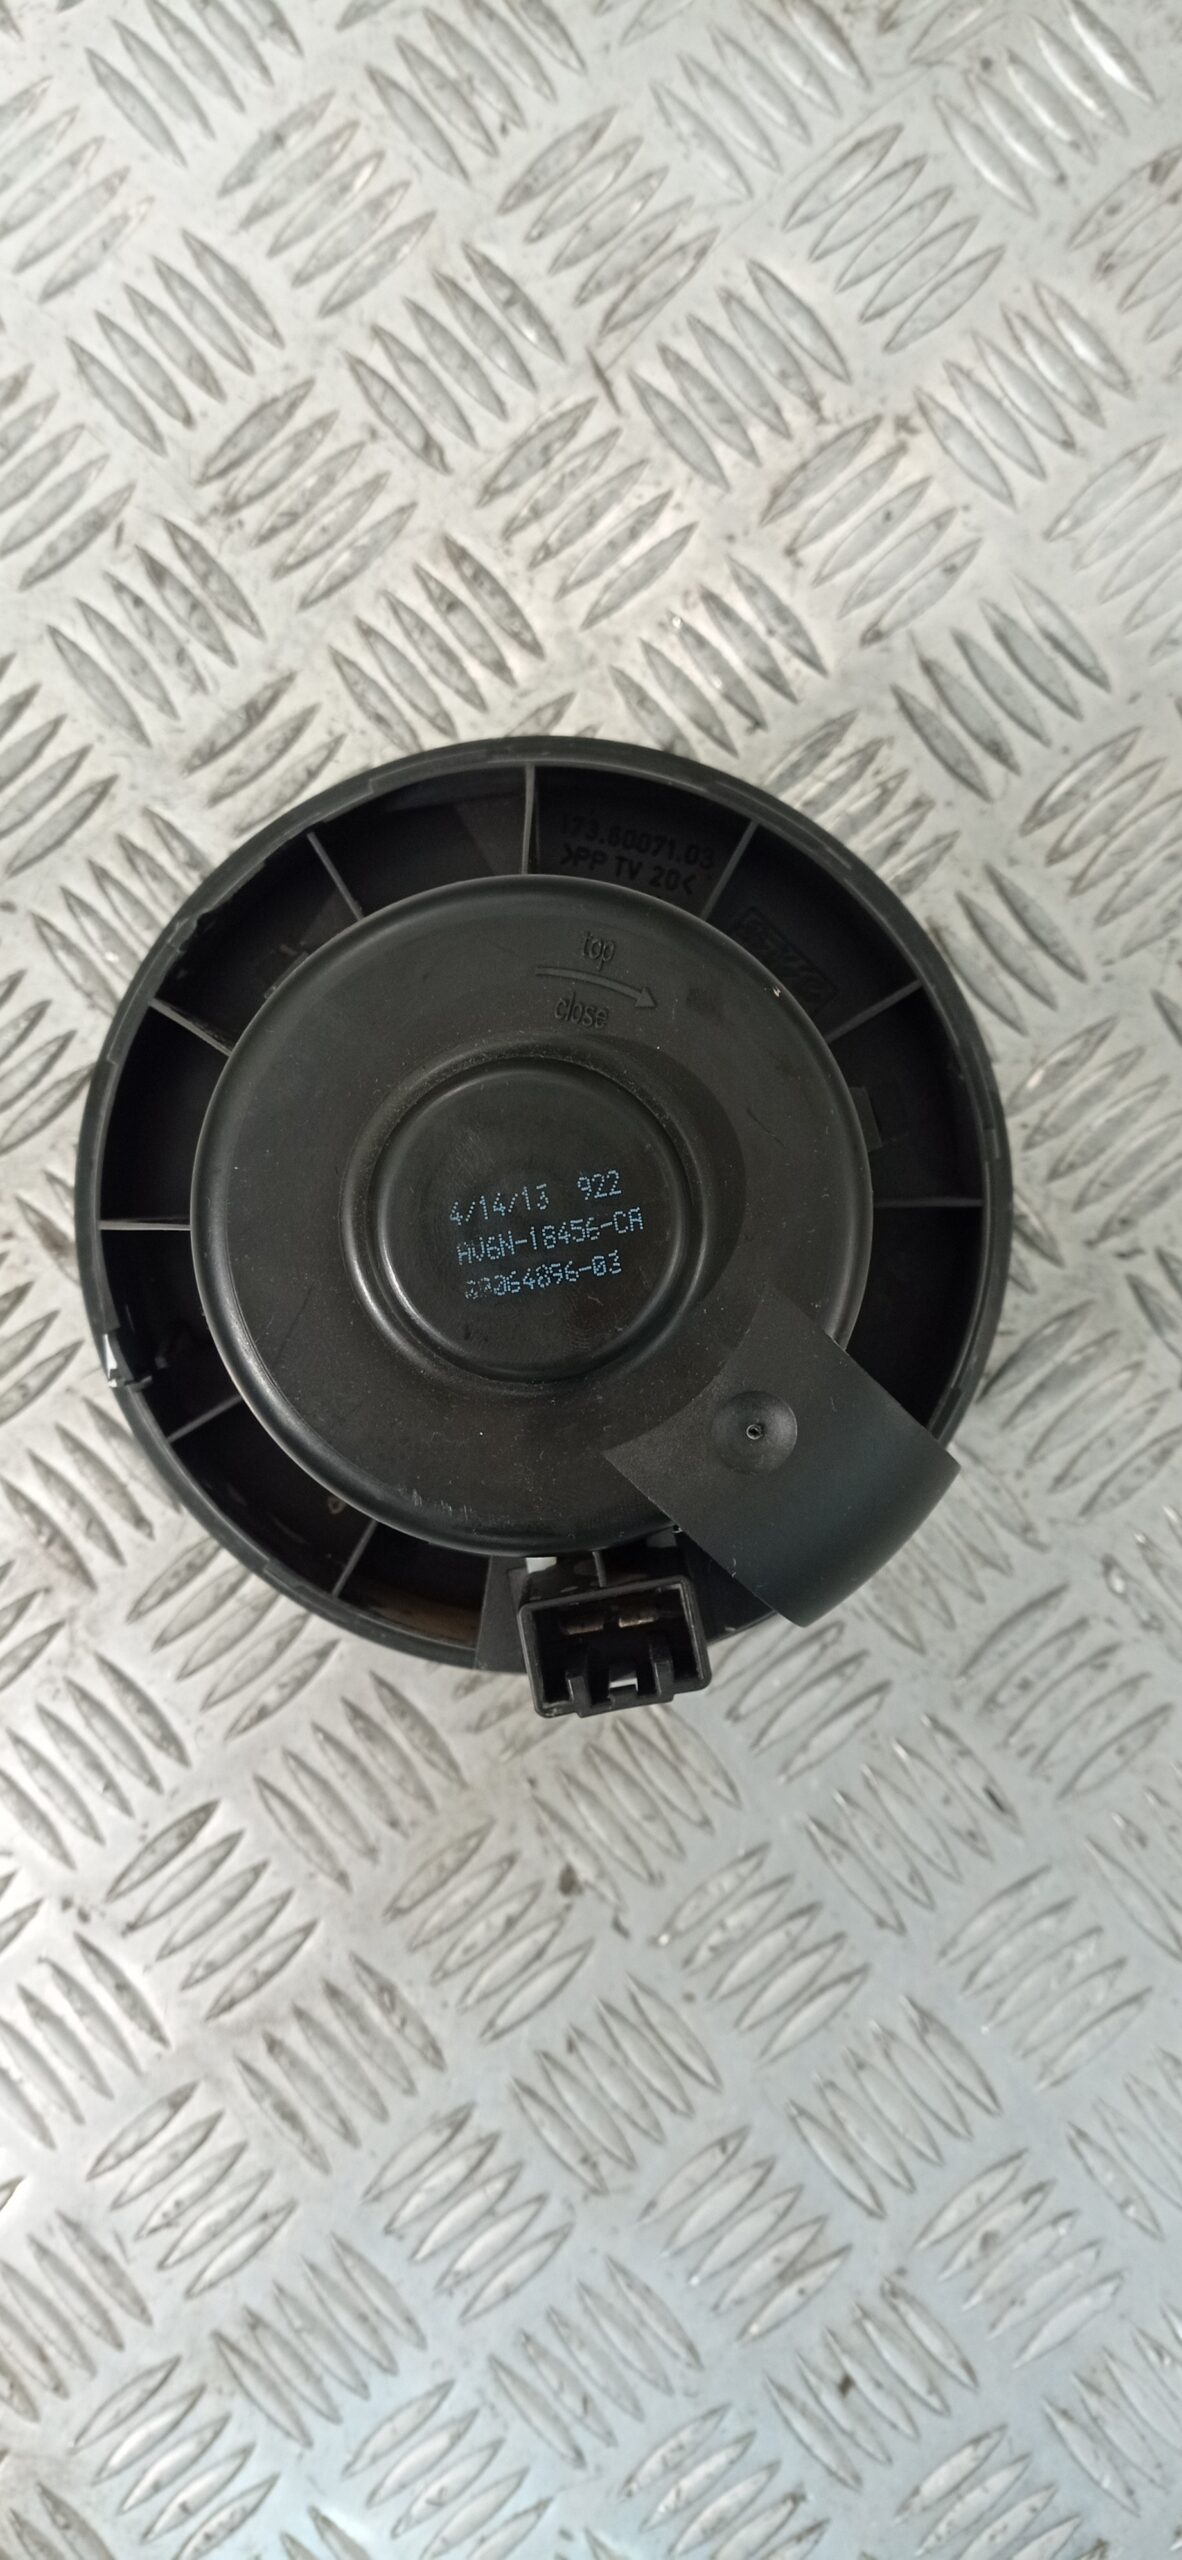 173.60071.03
>PP TV 20<
top
close
4/14/13 922
AV6N-18456-CA